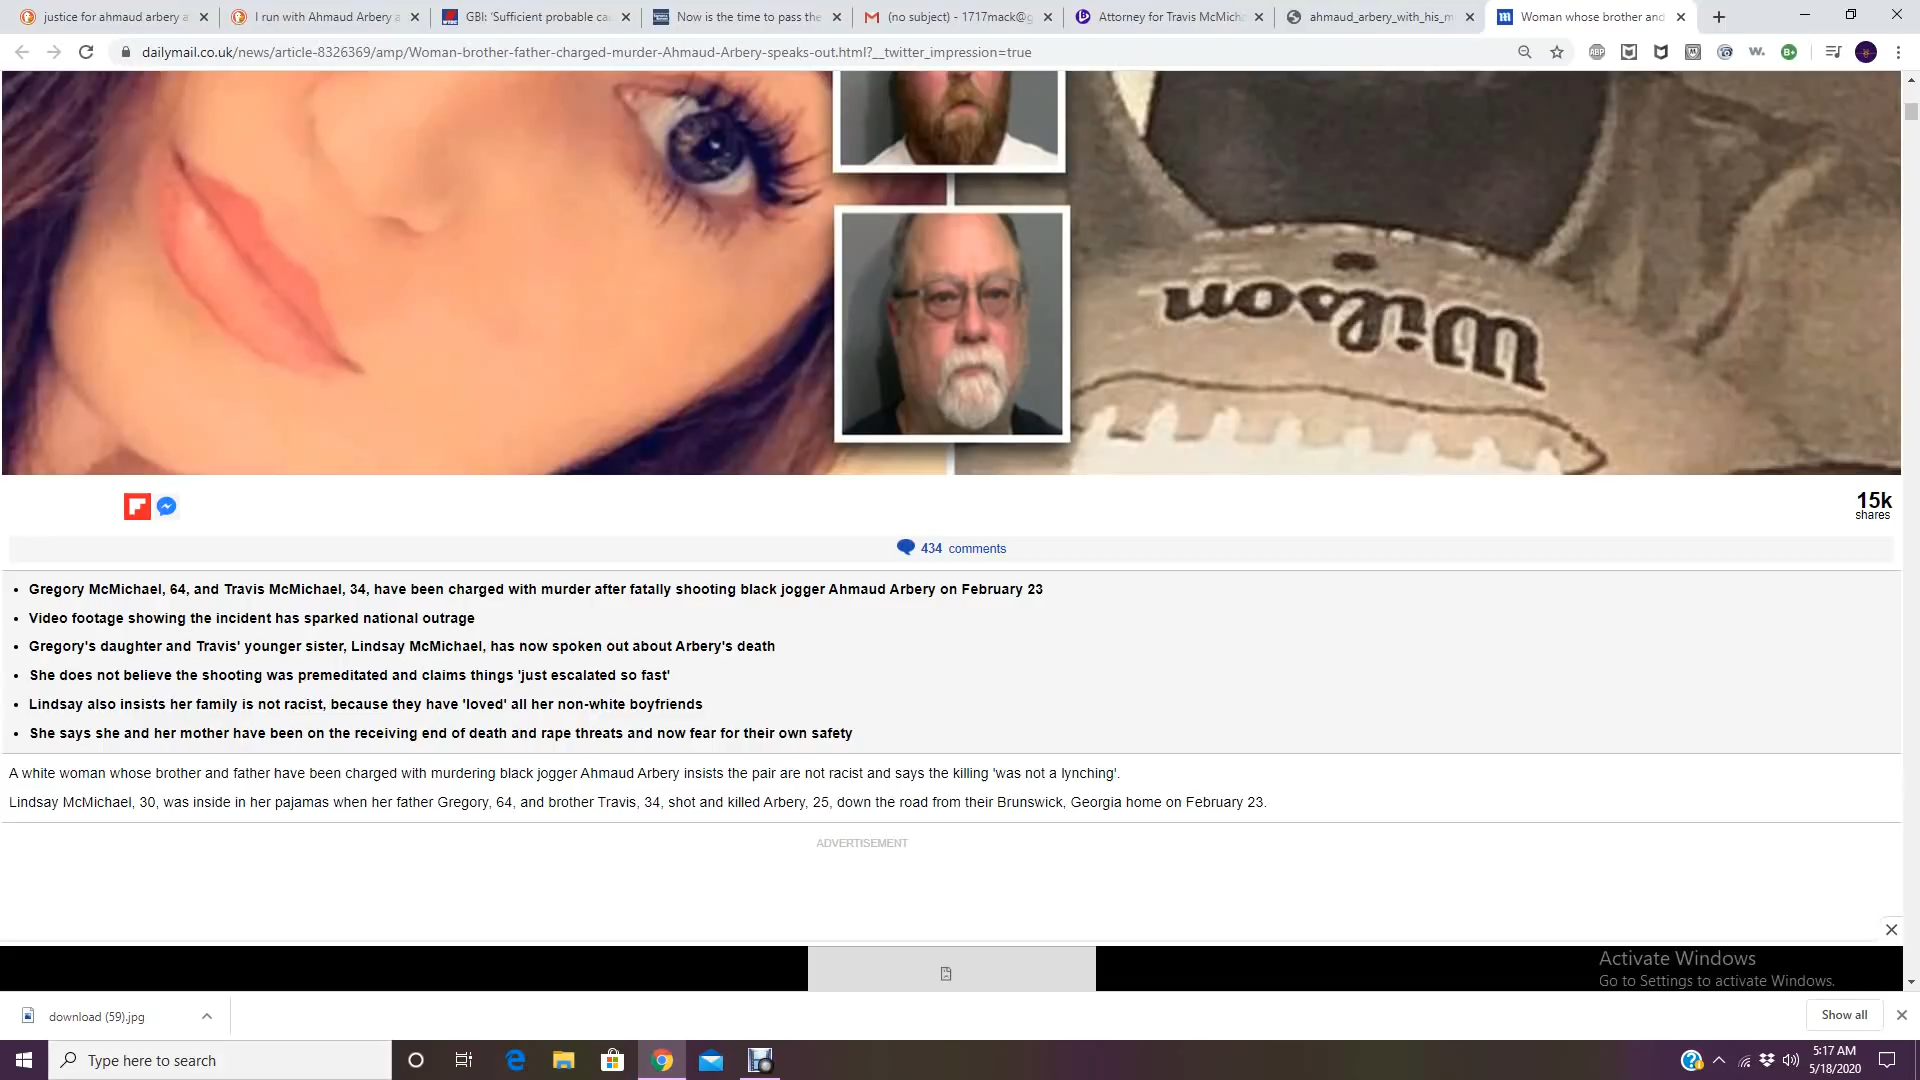 justice for ahmaud arbery a
I run with Ahmaud Arbery a
GBI: 'Sufficient probable ca
Now is the time to pass the
(no subject) - 1717mack@g
Attorney for Travis McMicha
ahmaud_arbery_with_his_m
Woman whose brother and
dailymail.co.uk/news/article-8326369/amp/Woman-brother-father-charged-murder-Ahmaud-Arbery-speaks-out.html?__twitter_impression=true
ABP
W.
B+
Wilson
15k
shares
434 comments
• Gregory McMichael, 64, and Travis McMichael, 34, have been charged with murder after fatally shooting black jogger Ahmaud Arbery on February 23
• Video footage showing the incident has sparked national outrage
• Gregory's daughter and Travis' younger sister, Lindsay McMichael, has now spoken out about Arbery's death
• She does not believe the shooting was premeditated and claims things 'just escalated so fast'
• Lindsay also insists her family is not racist, because they have 'loved' all her non-white boyfriends
• She says she and her mother have been on the receiving end of death and rape threats and now fear for their own safety
A white woman whose brother and father have been charged with murdering black jogger Ahmaud Arbery insists the pair are not racist and says the killing 'was not a lynching'.
Lindsay McMichael, 30, was inside in her pajamas when her father Gregory, 64, and brother Travis, 34, shot and killed Arbery, 25, down the road from their Brunswick, Georgia home on February 23.
ADVERTISEMENT
Activate Windows
Go to Settings to activate Windows.
download (59).jpg
Show all
Type here to search
5:17 AM
5/18/2020